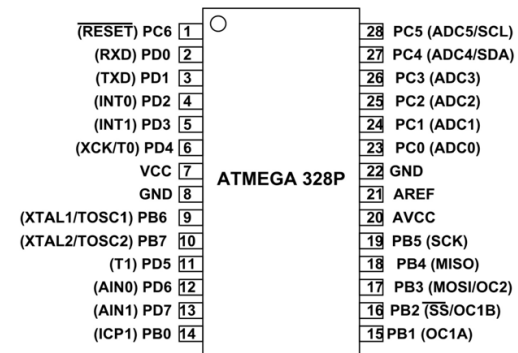 (RESET) PC6 1
(RXD) PD0 2
(TXD) PD1 3
(INT0) PD2 4
(INT1) PD3 5
(XCK/T0) PD4 6
VCC 7
GND 8
(XTAL1/TOSC1) PB6 9
(XTAL2/TOSC2) PB7 10
(T1) PD5 11
(AIN0) PD6 12
(AIN1) PD7 13
(ICP1) PB0 14
ATMEGA 328P
28 PC5 (ADC5/SCL)
27 PC4 (ADC4/SDA)
26 PC3 (ADC3)
25 PC2 (ADC2)
24 PC1 (ADC1)
23 PC0 (ADC0)
22 GND
21 AREF
20 AVCC
19 PB5 (SCK)
18 PB4 (MISO)
17 PB3 (MOSI/OC2)
16 PB2 (SS/OC1B)
15 PB1 (OC1A)